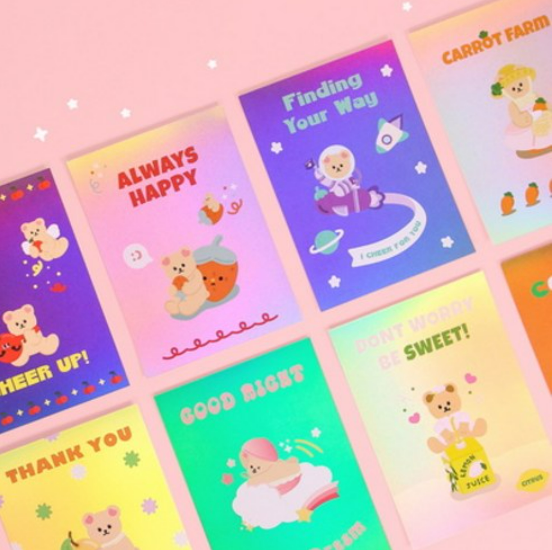 CARROT FARM
Finding
Your Way
I CHEER FOR YOU
ALWAYS
HAPPY
CHEER UP!
DONT WORRY
BE SWEET!
LEMON
JUICE
CITRUS
GOOD NIGHT
THANK YOU